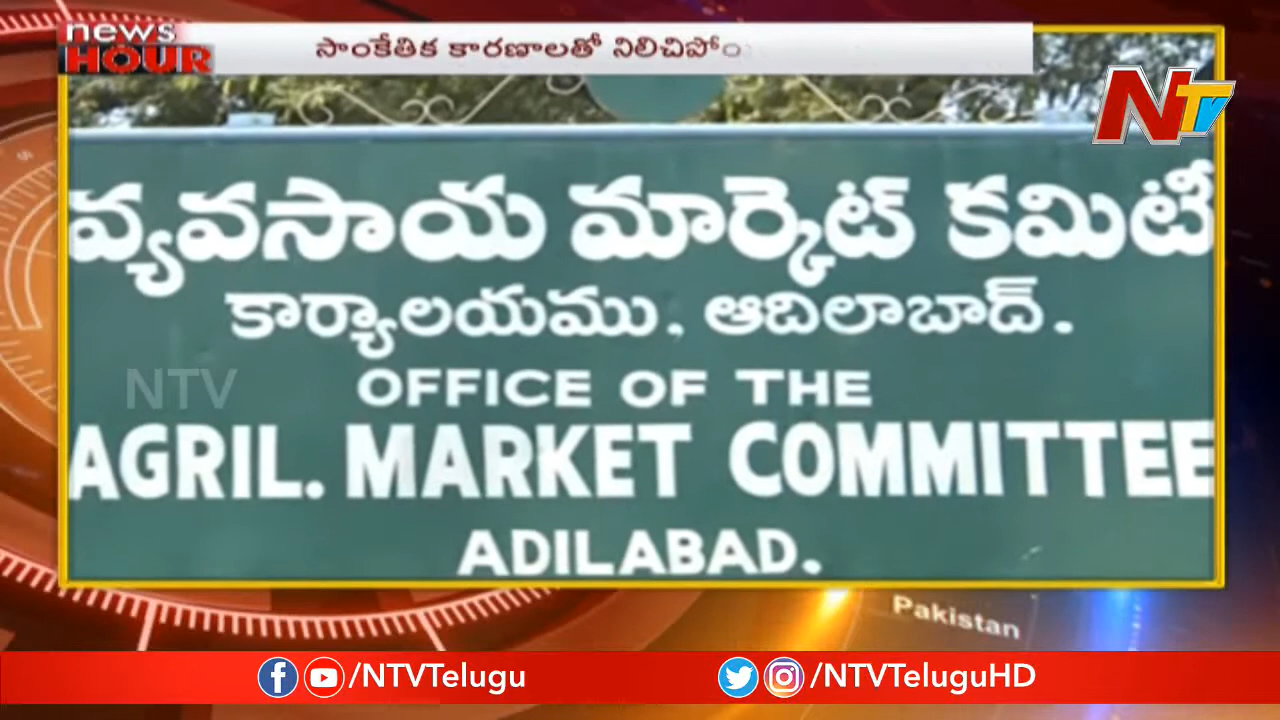 news
HOUR
సాంకేతిక కారణాలతో
NTV
వ్యవసాయ మార్కెట్ కమిటీ
కార్యాలయము, ఆదిలాబాద్.
NTV
OFFICE OF THE
AGRIL. MARKET COMMITTEE
ADILABAD.
Pakistan
/NTVTelugu
/NTVTeluguHD